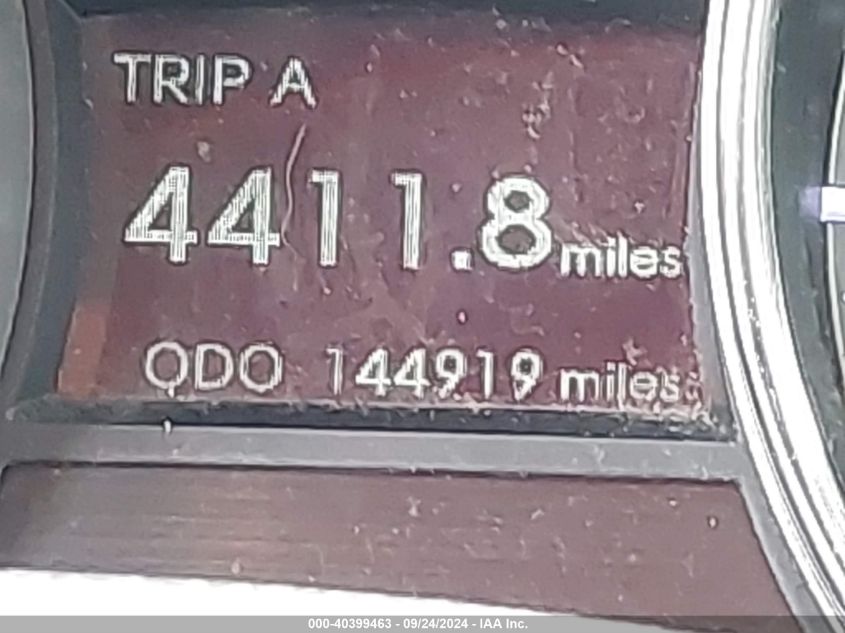 TRIP A
4411.8 miles
ODO 144919 miles
000-40399463 - 09/24/2024 - IAA Inc.